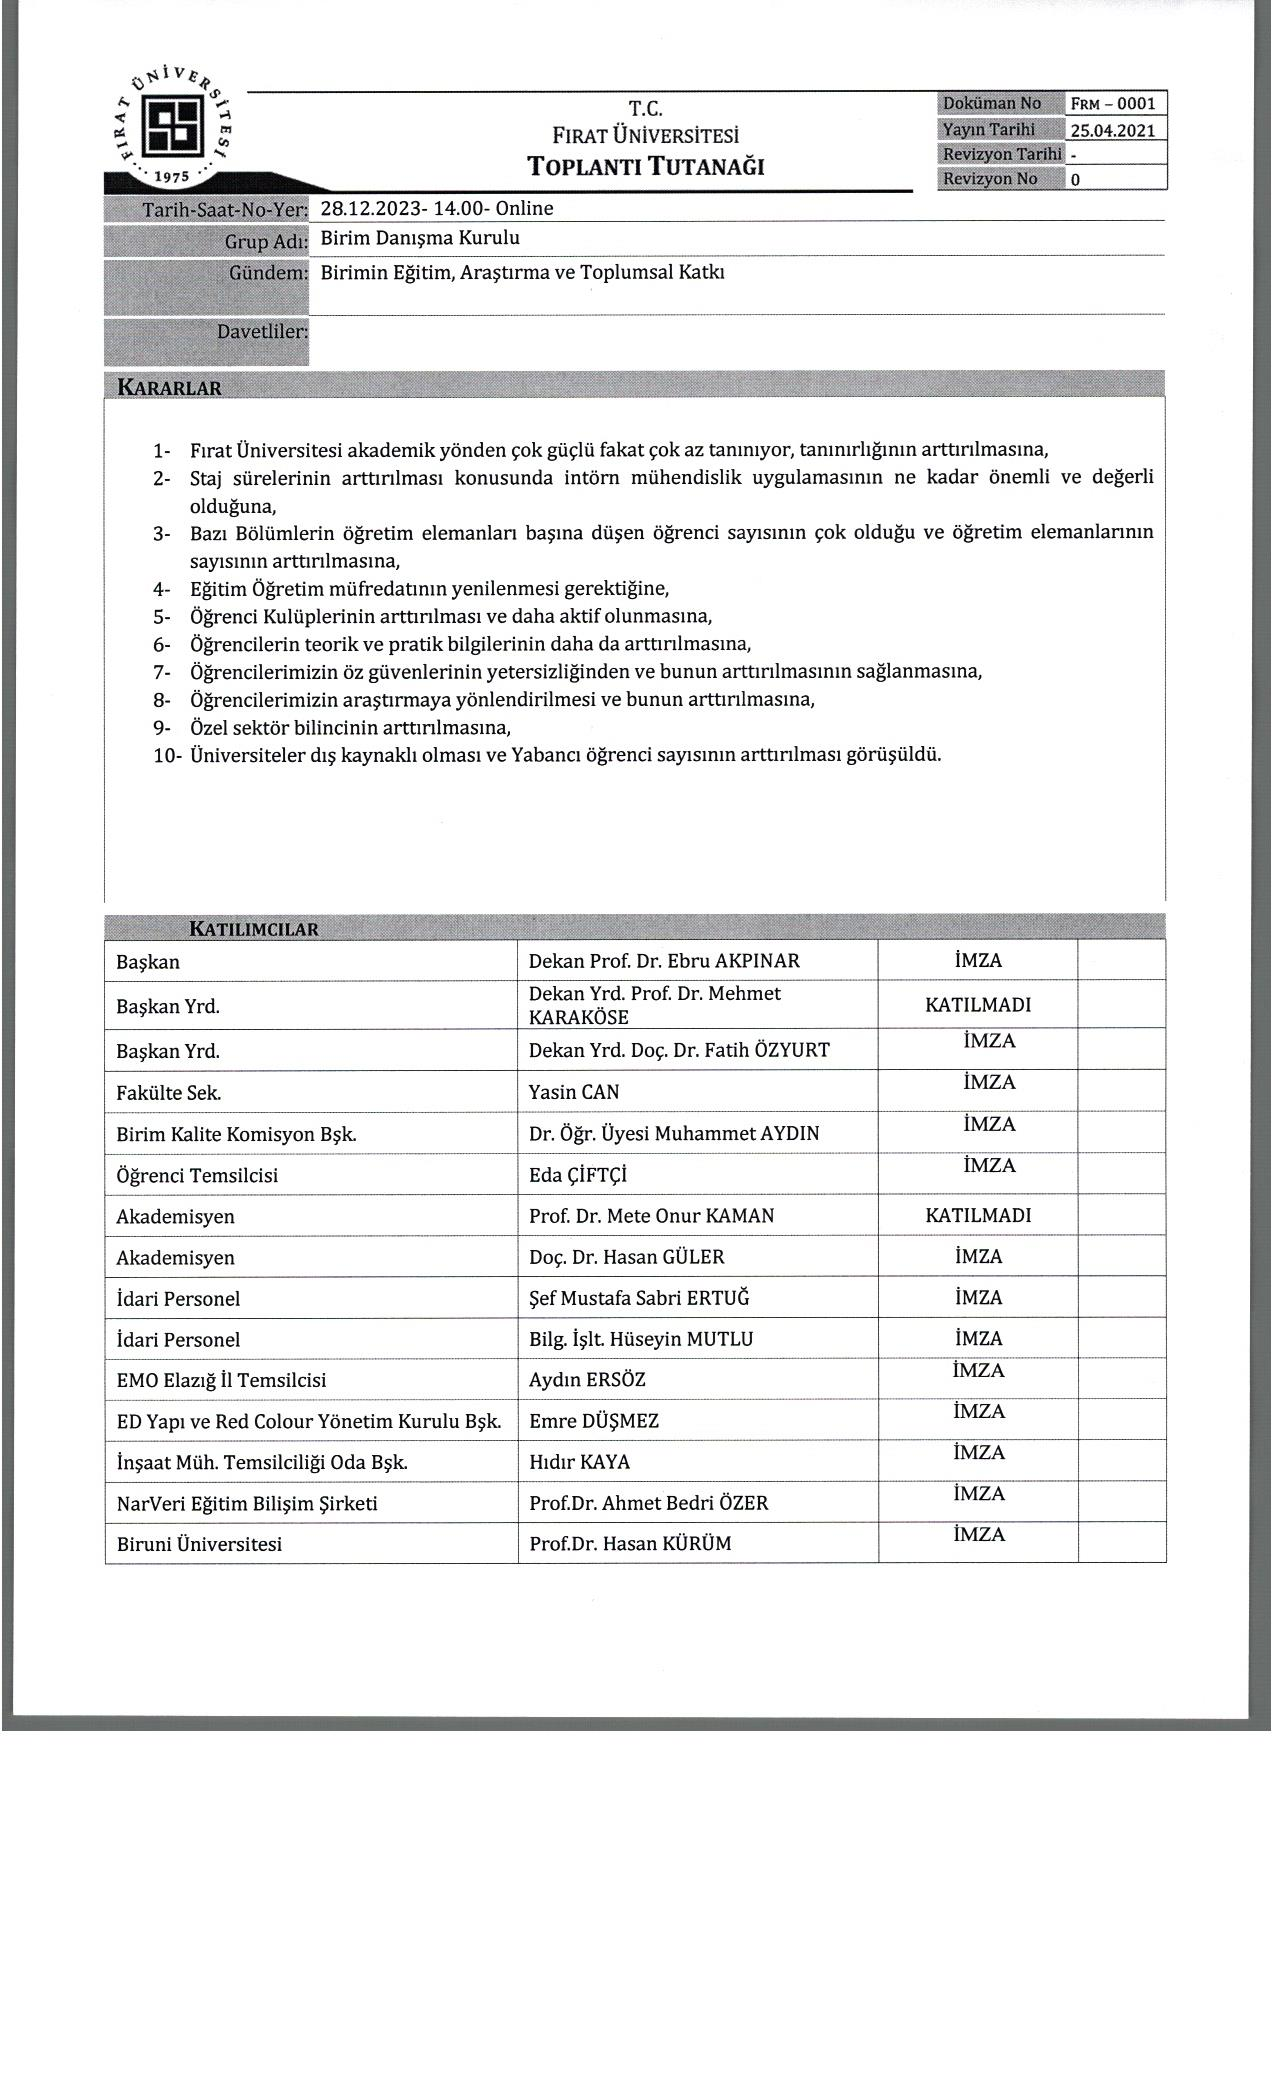 FIRAT ÜNİVERSİTESİ
1975
T.C.
FIRAT ÜNİVERSİTESİ
TOPLANTI TUTANAĞI
Doküman No FRM – 0001
Yayın Tarihi 25.04.2021
Revizyon Tarihi -
Revizyon No 0
Tarih-Saat-No-Yer: 28.12.2023- 14.00- Online
Grup Adı: Birim Danışma Kurulu
Gündem: Birimin Eğitim, Araştırma ve Toplumsal Katkı
Davetliler:
KARARLAR
1- Fırat Üniversitesi akademik yönden çok güçlü fakat çok az tanınıyor, tanınırlığının arttırılmasına,
2- Staj sürelerinin arttırılması konusunda intörn mühendislik uygulamasının ne kadar önemli ve değerli
olduğuna,
3- Bazı Bölümlerin öğretim elemanları başına düşen öğrenci sayısının çok olduğu ve öğretim elemanlarının
sayısının arttırılmasına,
4- Eğitim Öğretim müfredatının yenilenmesi gerektiğine,
5- Öğrenci Kulüplerinin arttırılması ve daha aktif olunmasına,
6- Öğrencilerin teorik ve pratik bilgilerinin daha da arttırılmasına,
7- Öğrencilerimizin öz güvenlerinin yetersizliğinden ve bunun arttırılmasının sağlanmasına,
8- Öğrencilerimizin araştırmaya yönlendirilmesi ve bunun arttırılmasına,
9- Özel sektör bilincinin arttırılmasına,
10- Üniversiteler dış kaynaklı olması ve Yabancı öğrenci sayısının arttırılması görüşüldü.
KATILIMCILAR
Başkan Dekan Prof. Dr. Ebru AKPINAR İMZA
Başkan Yrd. Dekan Yrd. Prof. Dr. Mehmet
KARAKÖSE KATILMADI
Başkan Yrd. Dekan Yrd. Doç. Dr. Fatih ÖZYURT İMZA
Fakülte Sek. Yasin CAN İMZA
Birim Kalite Komisyon Bşk. Dr. Öğr. Üyesi Muhammet AYDIN İMZA
Öğrenci Temsilcisi Eda ÇİFTÇİ İMZA
Akademisyen Prof. Dr. Mete Onur KAMAN KATILMADI
Akademisyen Doç. Dr. Hasan GÜLER İMZA
İdari Personel Şef Mustafa Sabri ERTUĞ İMZA
İdari Personel Bilg. İşlt. Hüseyin MUTLU İMZA
EMO Elazığ İl Temsilcisi Aydın ERSÖZ İMZA
ED Yapı ve Red Colour Yönetim Kurulu Bşk. Emre DÜŞMEZ İMZA
İnşaat Müh. Temsilciliği Oda Bşk. Hıdır KAYA İMZA
NarVeri Eğitim Bilişim Şirketi Prof.Dr. Ahmet Bedri ÖZER İMZA
Biruni Üniversitesi Prof.Dr. Hasan KÜRÜM İMZA